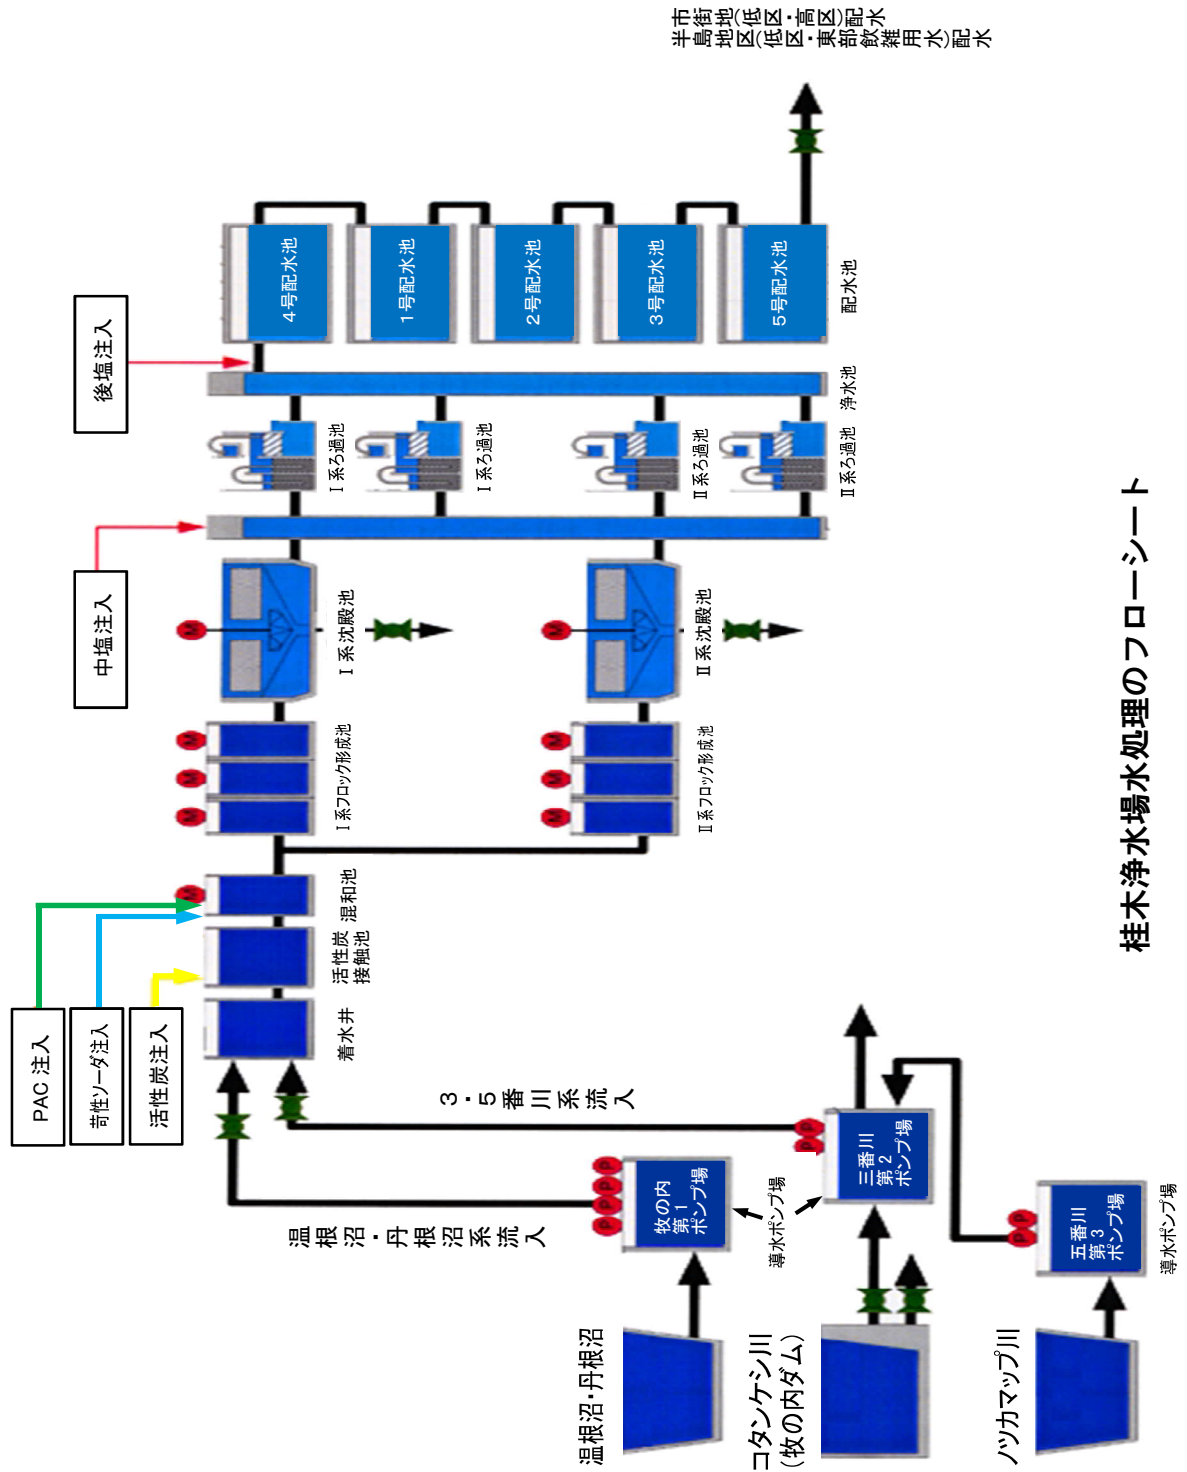 桂木浄水場水処理のフローシート
PAC 注入
苛性ソーダ注入
活性炭注入
中塩注入
後塩注入
温根沼・丹根沼
コタンケシ川
(牧の内ダム)
ノツカマップ川
牧の内
第1
ポンプ場
三番川
第2
ポンプ場
五番川
第3
ポンプ場
導水ポンプ場
導水ポンプ場
P
P
P
P
P
P
P
P
温根沼・丹根沼系流入
3・5番川系流入
着水井
活性炭
接触池
混和池
M
M
M
M
Ⅰ系フロック形成池
M
M
M
Ⅱ系フロック形成池
M
Ⅰ系沈殿池
M
Ⅱ系沈殿池
Ⅰ系ろ過池
Ⅰ系ろ過池
Ⅱ系ろ過池
Ⅱ系ろ過池
浄水池
4号配水池
1号配水池
2号配水池
3号配水池
5号配水池
配水池
市街地(低区・高区)配水
半島地区(低区・東部飲雑用水)配水